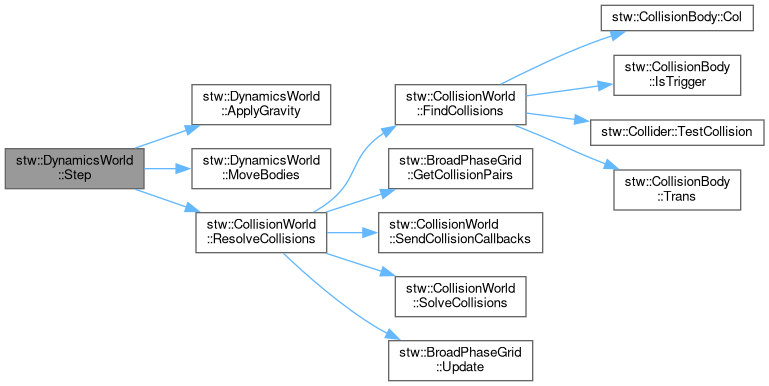 stw::DynamicsWorld
::Step
stw::DynamicsWorld
::ApplyGravity
stw::DynamicsWorld
::MoveBodies
stw::CollisionWorld
::ResolveCollisions
stw::CollisionWorld
::FindCollisions
stw::BroadPhaseGrid
::GetCollisionPairs
stw::CollisionWorld
::SendCollisionCallbacks
stw::CollisionWorld
::SolveCollisions
stw::BroadPhaseGrid
::Update
stw::CollisionBody::Col
stw::CollisionBody
::IsTrigger
stw::Collider::TestCollision
stw::CollisionBody
::Trans